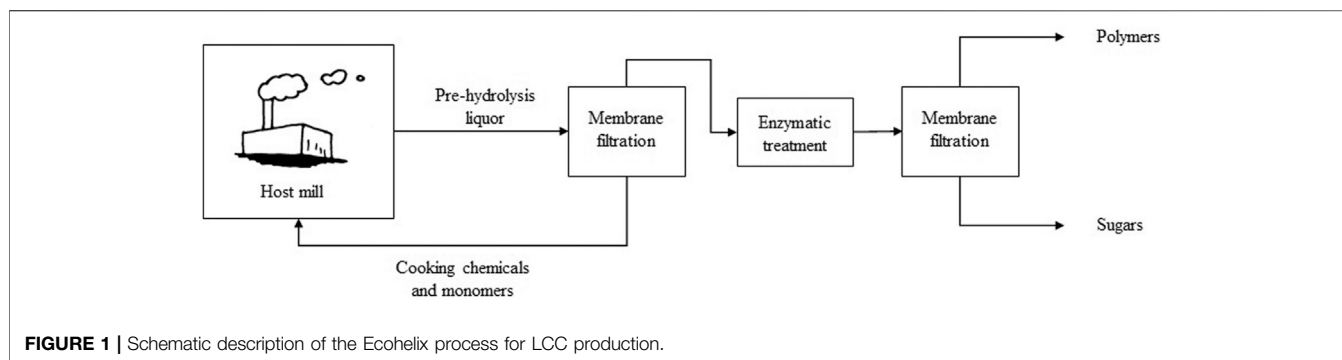 Host mill
Pre-hydrolysis
liquor
Membrane
filtration
Cooking chemicals
and monomers
Enzymatic
treatment
Membrane
filtration
Polymers
Sugars
FIGURE 1 | Schematic description of the Ecohelix process for LCC production.